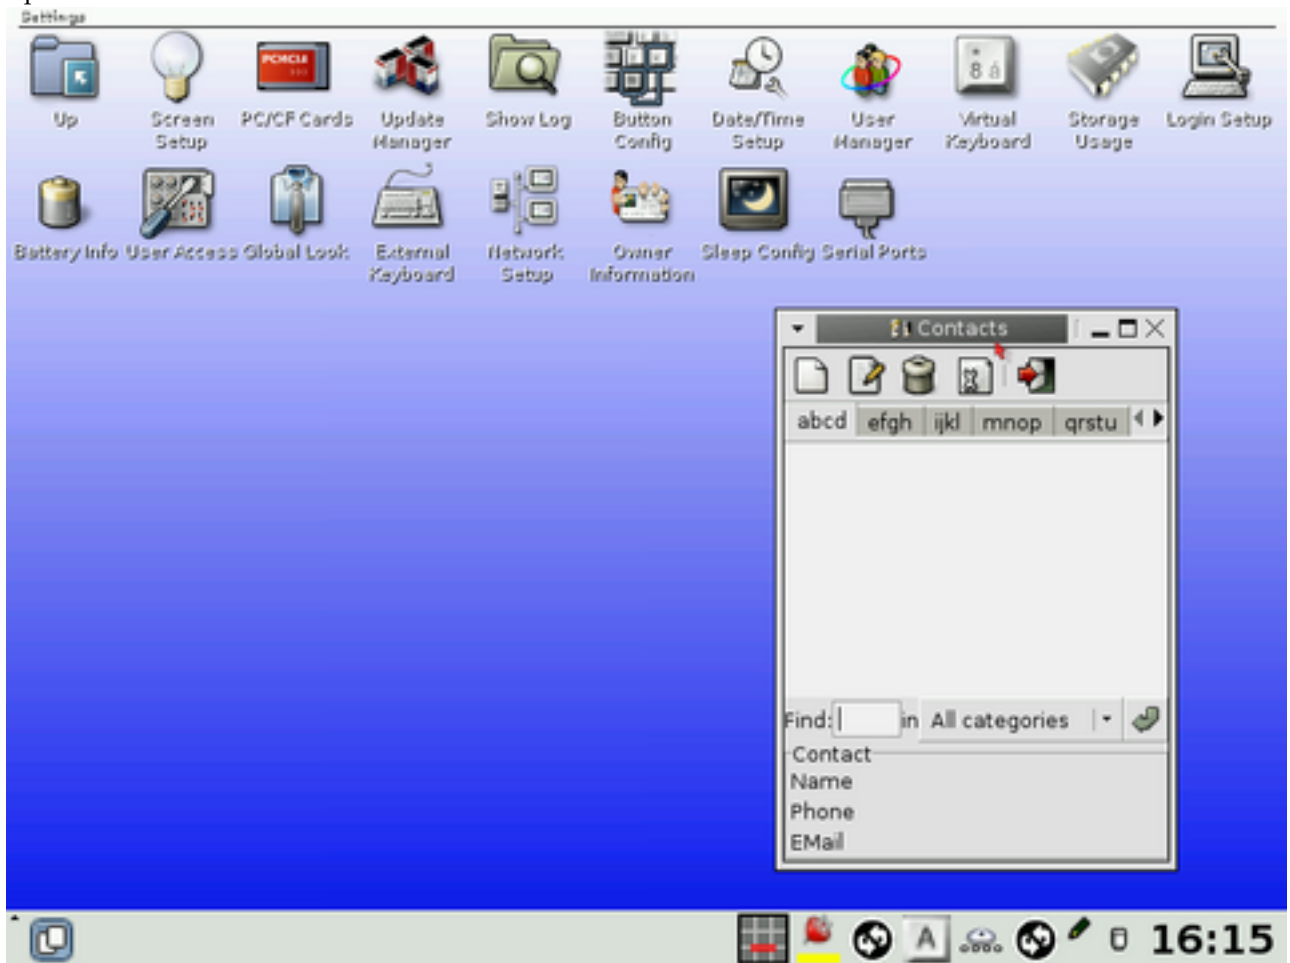 Settings
Up
Screen Setup
PC/CF Cards
Update Manager
Show Log
Button Config
Date/Time Setup
User Manager
Virtual Keyboard
Storage Usage
Login Setup
PCMCIA
8 á
Battery Info
User Access
Global Look
External Keyboard
Network Setup
Owner Information
Sleep Config
Serial Ports
Contacts
abcd efgh ijkl mnop qrstu
Find: in All categories
Contact
Name
Phone
EMail
A 16:15